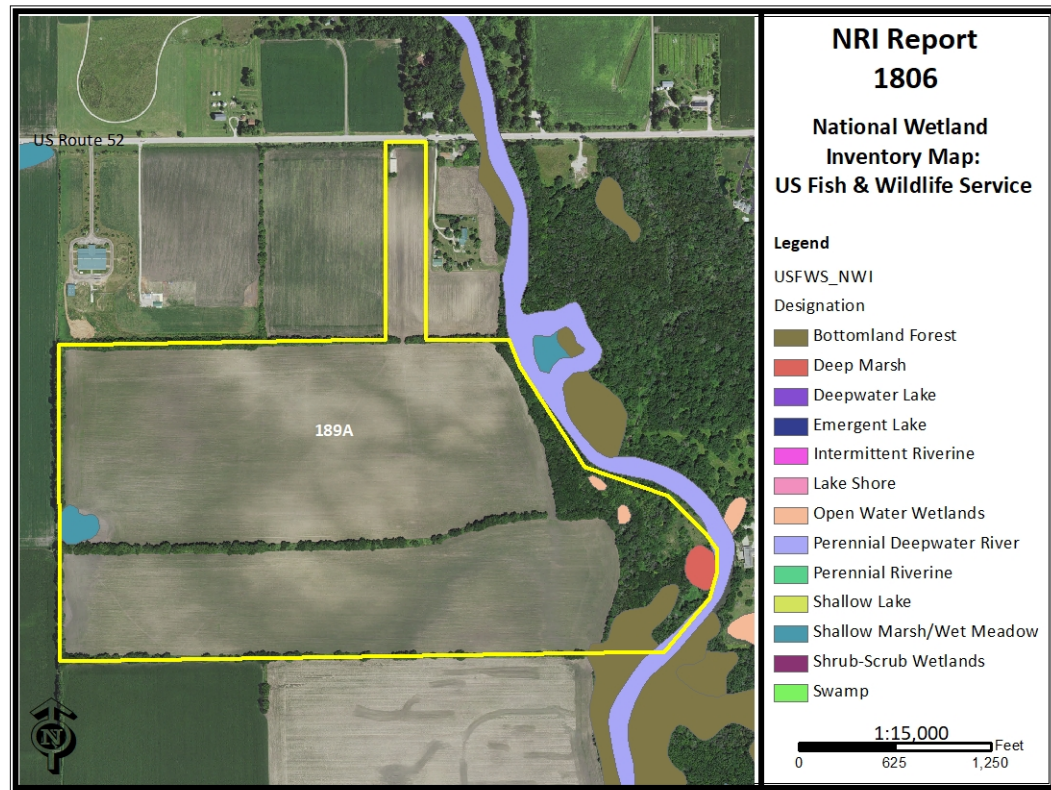 US Route 52
189A
N
NRI Report
1806
National Wetland
Inventory Map:
US Fish & Wildlife Service
Legend
USFWS_NWI
Designation
Bottomland Forest
Deep Marsh
Deepwater Lake
Emergent Lake
Intermittent Riverine
Lake Shore
Open Water Wetlands
Perennial Deepwater River
Perennial Riverine
Shallow Lake
Shallow Marsh/Wet Meadow
Shrub-Scrub Wetlands
Swamp
1:15,000
Feet
0 625 1,250